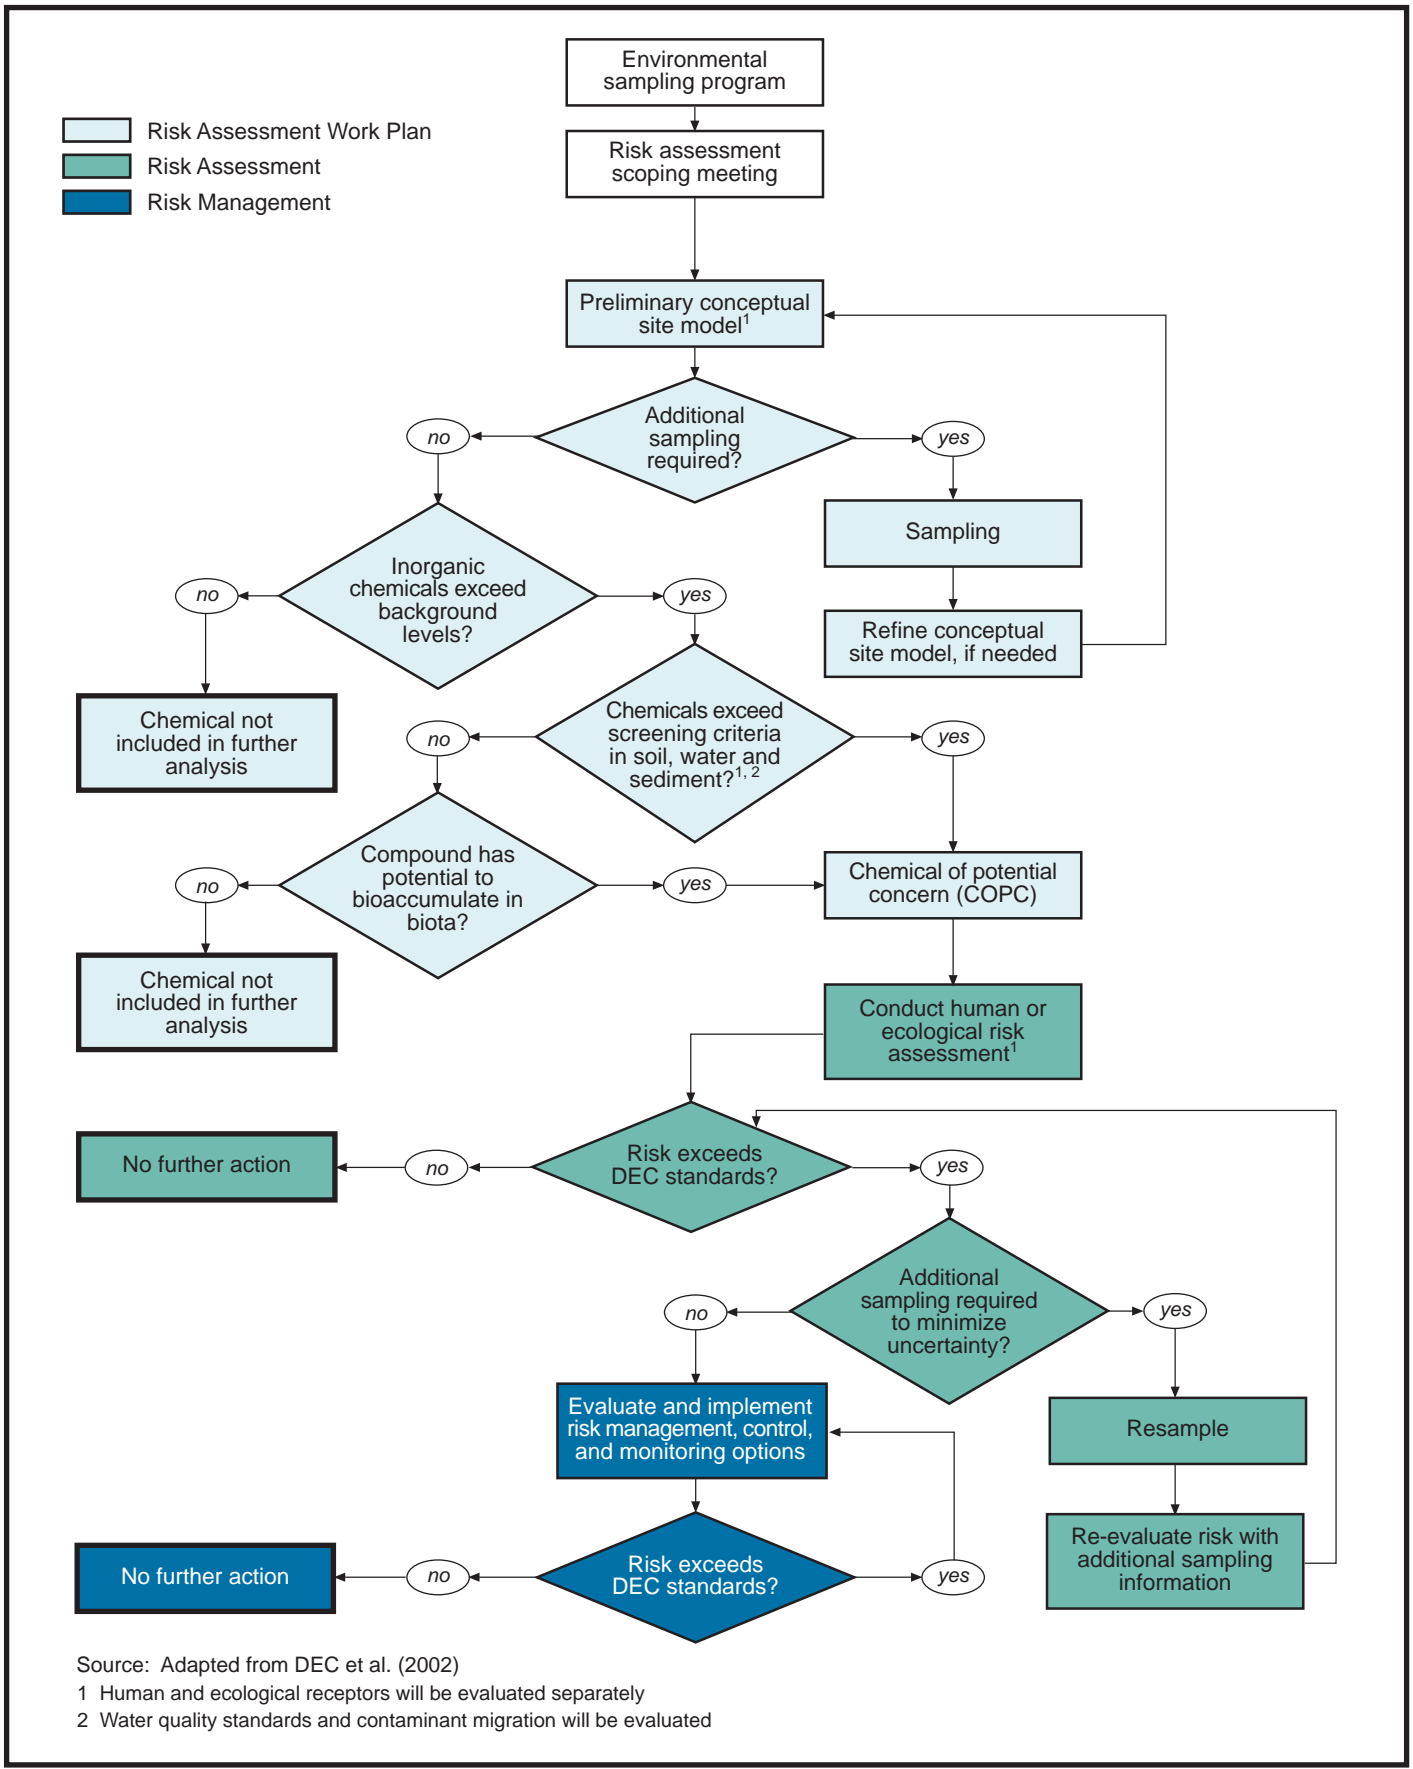 Environmental
sampling program
Risk Assessment Work Plan
Risk Assessment
Risk Management
Risk assessment
scoping meeting
Preliminary conceptual
site model1
Additional
sampling
required?
no
yes
Sampling
Refine conceptual
site model, if needed
Inorganic
chemicals exceed
background
levels?
no
yes
Chemical not
included in further
analysis
Chemicals exceed
screening criteria
in soil, water and
sediment?1, 2
no
yes
Compound has
potential to
bioaccumulate in
biota?
no
yes
Chemical of potential
concern (COPC)
Chemical not
included in further
analysis
Conduct human or
ecological risk
assessment1
Risk exceeds
DEC standards?
no
yes
No further action
Additional
sampling required
to minimize
uncertainty?
no
yes
Evaluate and implement
risk management, control,
and monitoring options
Resample
Re-evaluate risk with
additional sampling
information
Risk exceeds
DEC standards?
no
yes
No further action
Source:  Adapted from DEC et al. (2002)
1  Human and ecological receptors will be evaluated separately
2  Water quality standards and contaminant migration will be evaluated